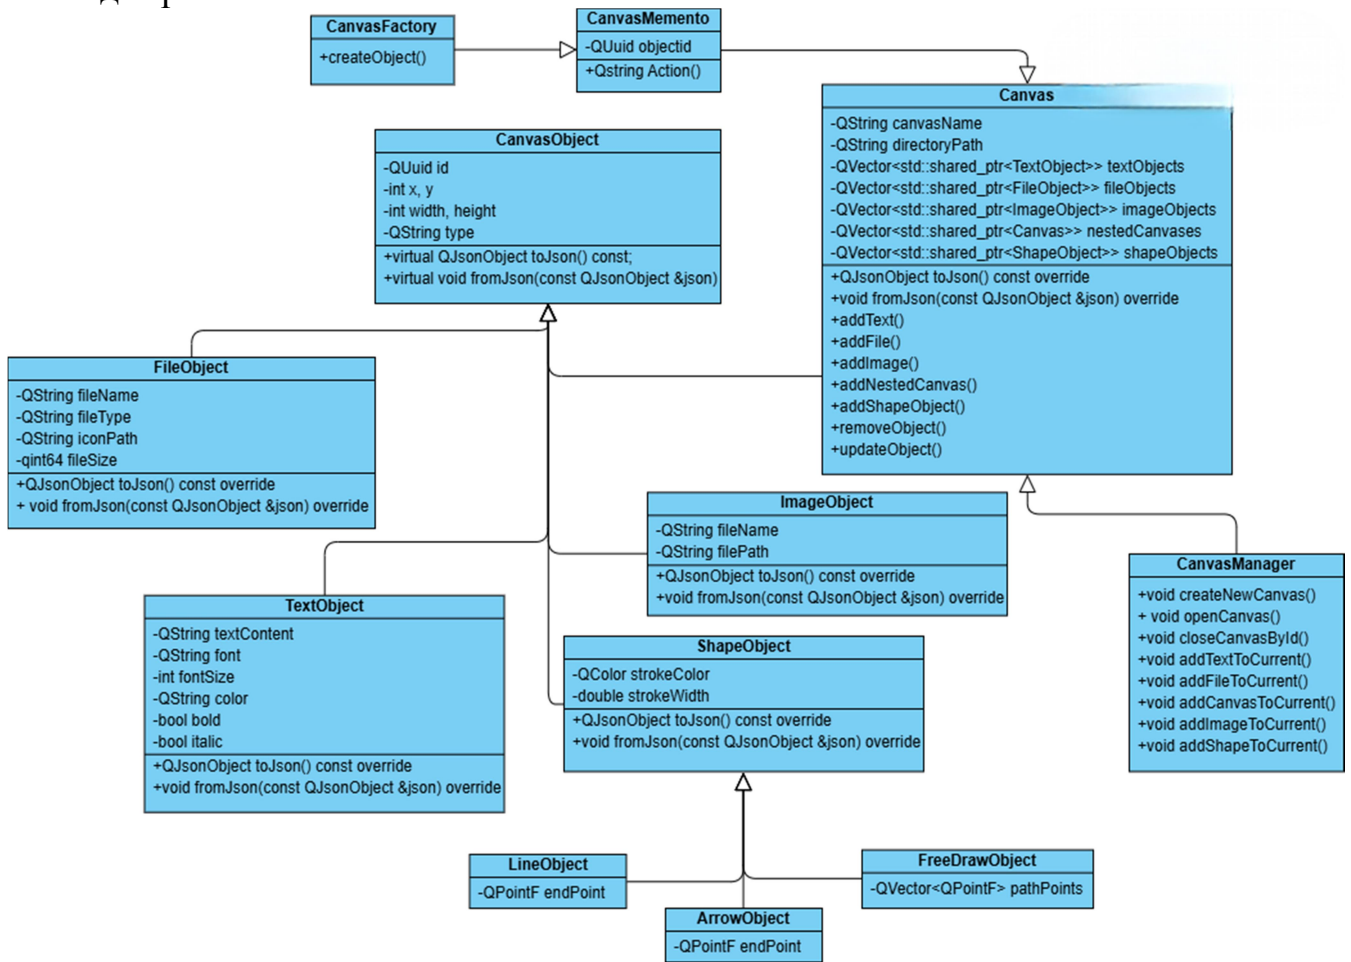 CanvasFactory
+createObject()
CanvasMemento
-QUuid objectid
+Qstring Action()
Canvas
-QString canvasName
-QString directoryPath
-QVector<std::shared_ptr<TextObject>> textObjects
-QVector<std::shared_ptr<FileObject>> fileObjects
-QVector<std::shared_ptr<ImageObject>> imageObjects
-QVector<std::shared_ptr<Canvas>> nestedCanvases
-QVector<std::shared_ptr<ShapeObject>> shapeObjects
+QJsonObject toJson() const override
+void fromJson(const QJsonObject &json) override
+addText()
+addFile()
+addImage()
+addNestedCanvas()
+addShapeObject()
+removeObject()
+updateObject()
CanvasObject
-QUuid id
-int x, y
-int width, height
-QString type
+virtual QJsonObject toJson() const;
+virtual void fromJson(const QJsonObject &json)
FileObject
-QString fileName
-QString fileType
-QString iconPath
-qint64 fileSize
+QJsonObject toJson() const override
+ void fromJson(const QJsonObject &json) override
ImageObject
-QString fileName
-QString filePath
+QJsonObject toJson() const override
+void fromJson(const QJsonObject &json) override
CanvasManager
+void createNewCanvas()
+ void openCanvas()
+void closeCanvasById()
+void addTextToCurrent()
+void addFileToCurrent()
+void addCanvasToCurrent()
+void addImageToCurrent()
+void addShapeToCurrent()
TextObject
-QString textContent
-QString font
-int fontSize
-QString color
-bool bold
-bool italic
+QJsonObject toJson() const override
+void fromJson(const QJsonObject &json) override
ShapeObject
-QColor strokeColor
-double strokeWidth
+QJsonObject toJson() const override
+void fromJson(const QJsonObject &json) override
LineObject
-QPointF endPoint
ArrowObject
-QPointF endPoint
FreeDrawObject
-QVector<QPointF> pathPoints